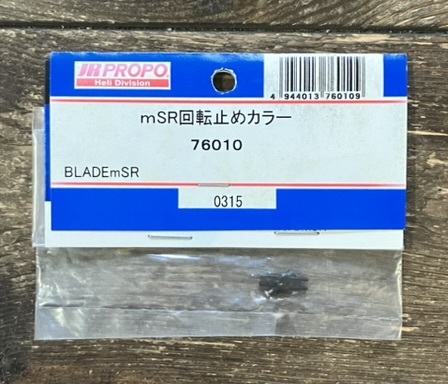 JR PROPO
Heli Division
4 944013 760109
mSR回転止めカラー
76010
BLADEmSR
0315